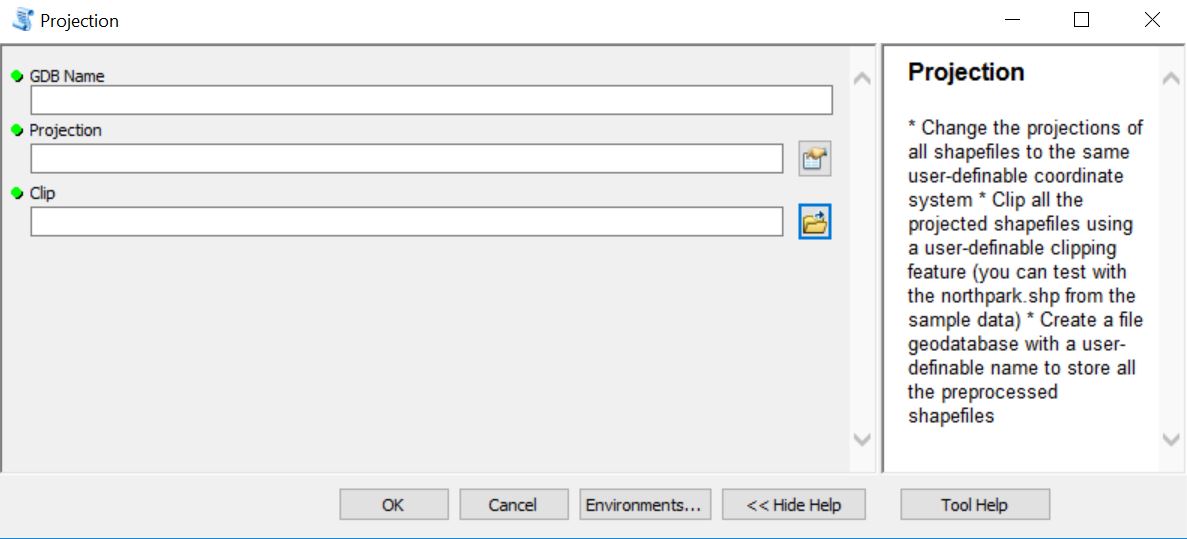 Projection
GDB Name
Projection
Clip
Projection
* Change the projections of
all shapefiles to the same
user-definable coordinate
system * Clip all the
projected shapefiles using
a user-definable clipping
feature (you can test with
the northpark.shp from the
sample data) * Create a file
geodatabase with a user-
definable name to store all
the preprocessed
shapefiles
OK
Cancel
Environments...
<< Hide Help
Tool Help